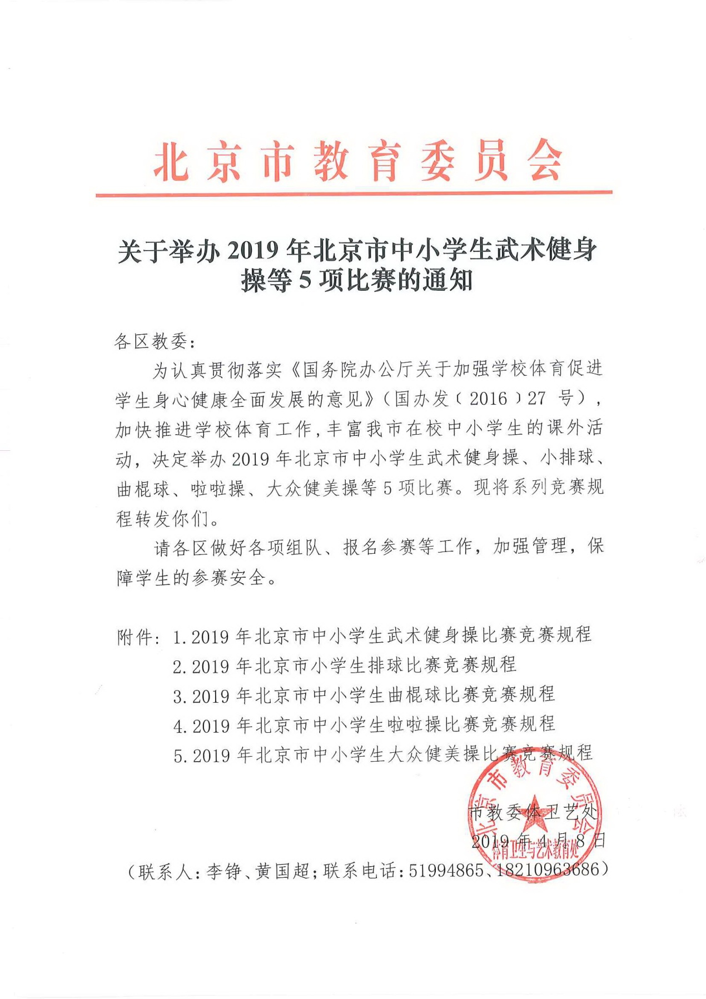 北京市教育委员会
关于举办 2019 年北京市中小学生武术健身
操等 5 项比赛的通知
各区教委：
为认真贯彻落实《国务院办公厅关于加强学校体育促进
学生身心健康全面发展的意见》（国办发﹝2016﹞27 号），
加快推进学校体育工作,丰富我市在校中小学生的课外活
动，决定举办 2019 年北京市中小学生武术健身操、小排球、
曲棍球、啦啦操、大众健美操等 5 项比赛。现将系列竞赛规
程转发你们。
请各区做好各项组队、报名参赛等工作，加强管理，保
障学生的参赛安全。
附件：1.2019 年北京市中小学生武术健身操比赛竞赛规程
2.2019 年北京市小学生排球比赛竞赛规程
3.2019 年北京市中小学生曲棍球比赛竞赛规程
4.2019 年北京市中小学生啦啦操比赛竞赛规程
5.2019 年北京市中小学生大众健美操比赛竞赛规程
北京市教育委员会
市教委体卫艺处
2019 年 4 月 8 日
体育卫生与艺术教育处
（联系人：李铮、黄国超；联系电话：51994865、18210963686）